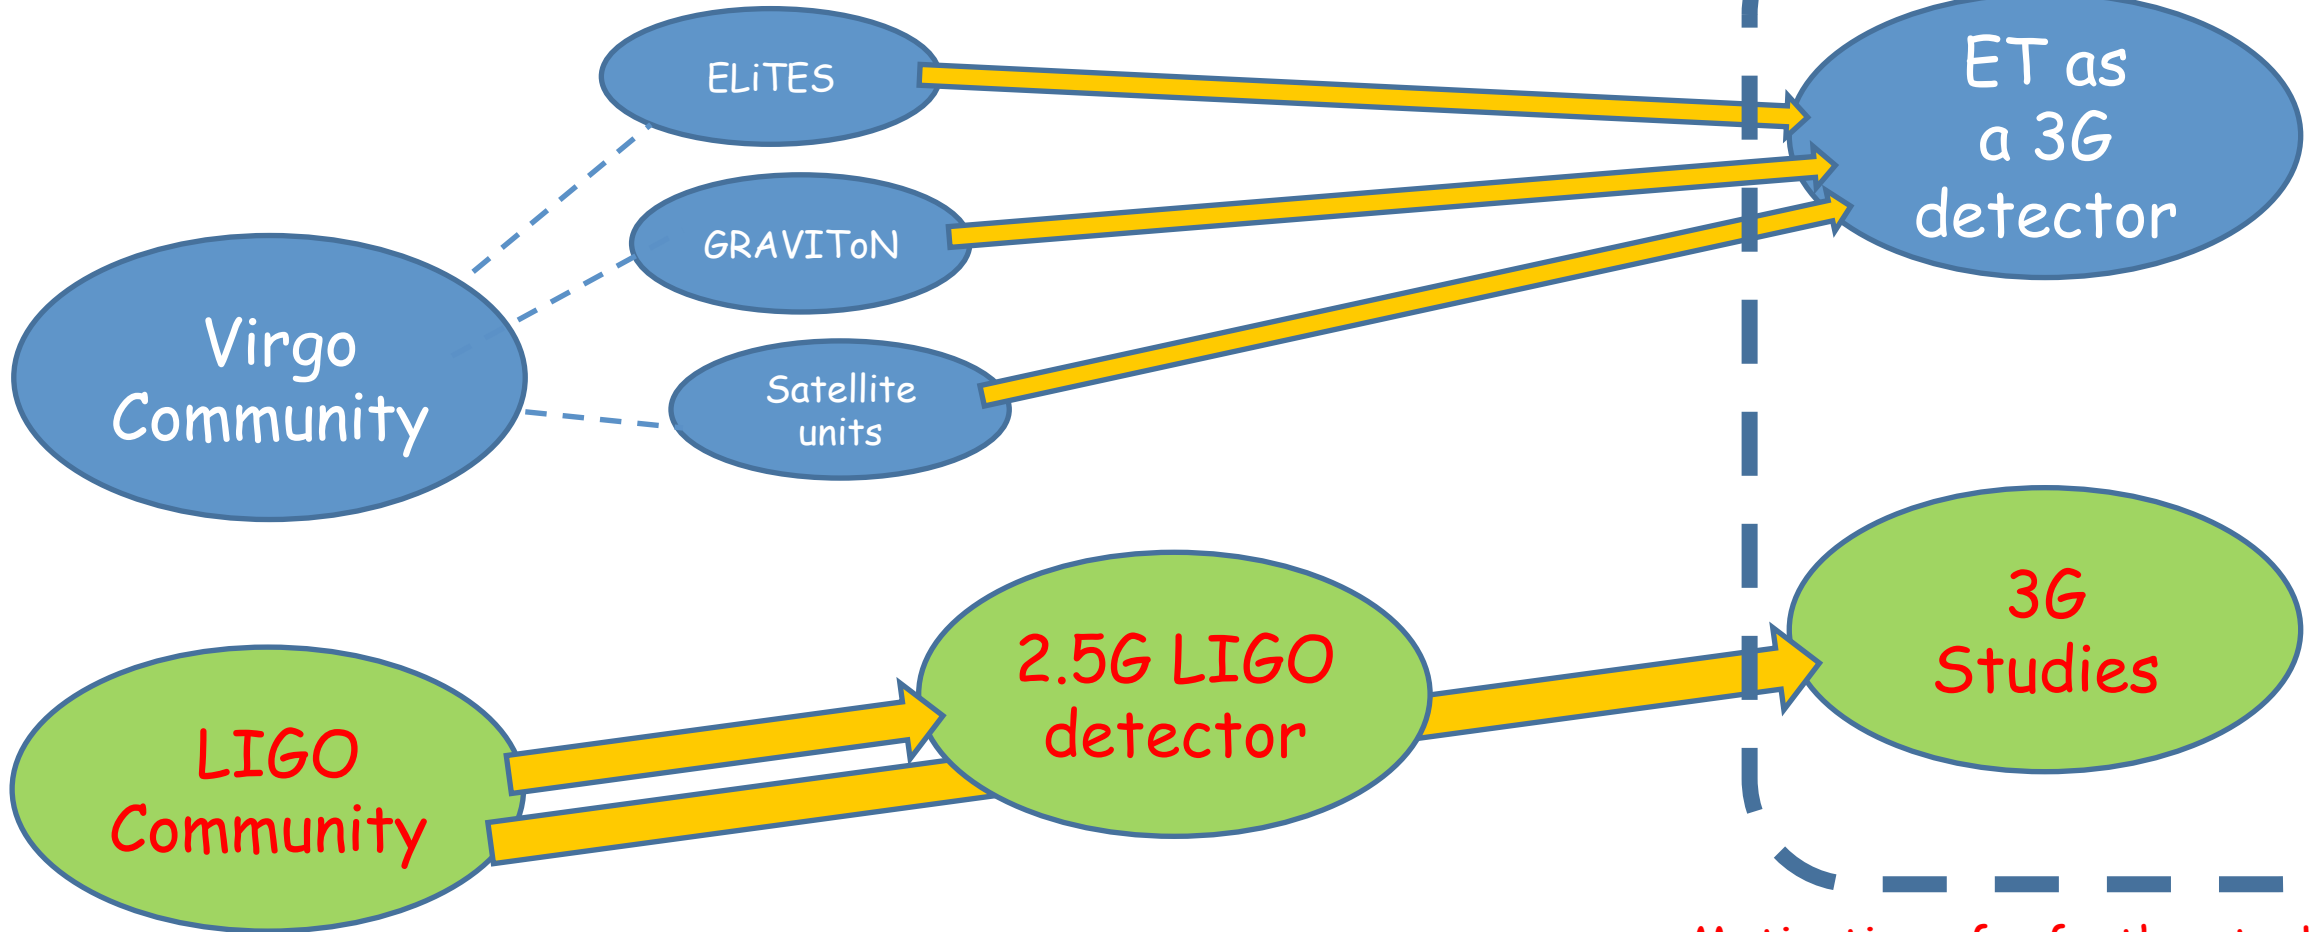 ELiTES
ET as
a 3G
detector
GRAVIToN
Virgo
Community
Satellite
units
3G
Studies
2.5G LIGO
detector
LIGO
Community